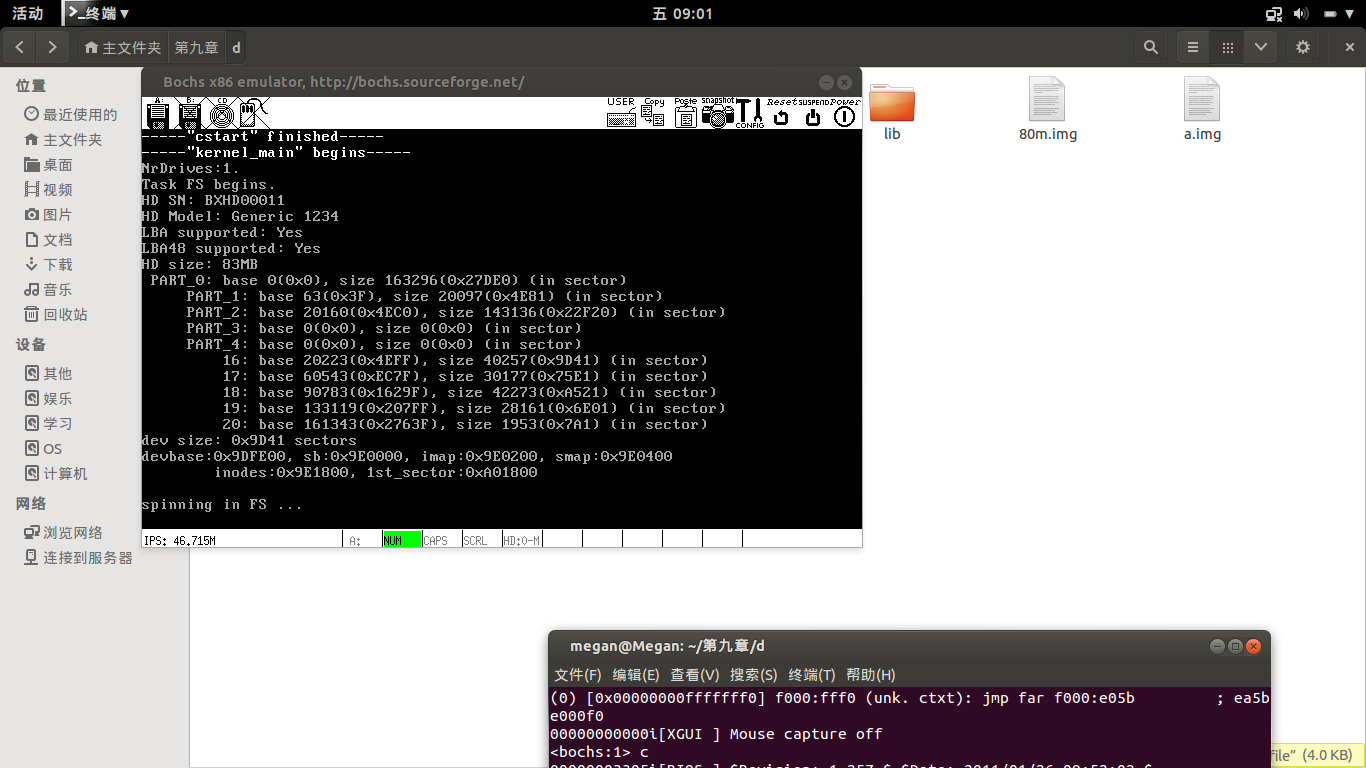 活动 终端 五 09:01
主文件夹 第九章 d
位置
最近使用的
主文件夹
桌面
视频
图片
文档
下载
音乐
回收站
设备
其他
娱乐
学习
OS
计算机
网络
浏览网络
连接到服务器
Bochs x86 emulator, http://bochs.sourceforge.net/
A: B: CD USER Copy Paste snapshot CONFIG Reset SUSPEND Power
-----"cstart" finished-----
-----"kernel_main" begins-----
NrDrives:1.
Task FS begins.
HD SN: BXHD00011
HD Model: Generic 1234
LBA supported: Yes
LBA48 supported: Yes
HD size: 83MB
PART_0: base 0(0x0), size 163296(0x27DE0) (in sector)
PART_1: base 63(0x3F), size 20097(0x4E81) (in sector)
PART_2: base 20160(0x4EC0), size 143136(0x22F20) (in sector)
PART_3: base 0(0x0), size 0(0x0) (in sector)
PART_4: base 0(0x0), size 0(0x0) (in sector)
16: base 20223(0x4EFF), size 40257(0x9D41) (in sector)
17: base 60543(0xEC7F), size 30177(0x75E1) (in sector)
18: base 90783(0x1629F), size 42273(0xA521) (in sector)
19: base 133119(0x207FF), size 28161(0x6E01) (in sector)
20: base 161343(0x2763F), size 1953(0x7A1) (in sector)
dev size: 0x9D41 sectors
devbase:0x9DFE00, sb:0x9E0000, imap:0x9E0200, smap:0x9E0400
inodes:0x9E1800, 1st_sector:0xA01800
spinning in FS ...
IPS: 46.715M A: NUM CAPS SCRL HD:0-M
lib 80m.img a.img
megan@Megan: ~/第九章/d
文件(F) 编辑(E) 查看(V) 搜索(S) 终端(T) 帮助(H)
(0) [0x00000000fffffff0] f000:fff0 (unk. ctxt): jmp far f000:e05b ; ea5b
e000f0
00000000000i[XGUI ] Mouse capture off
<bochs:1> c
file” (4.0 KB)